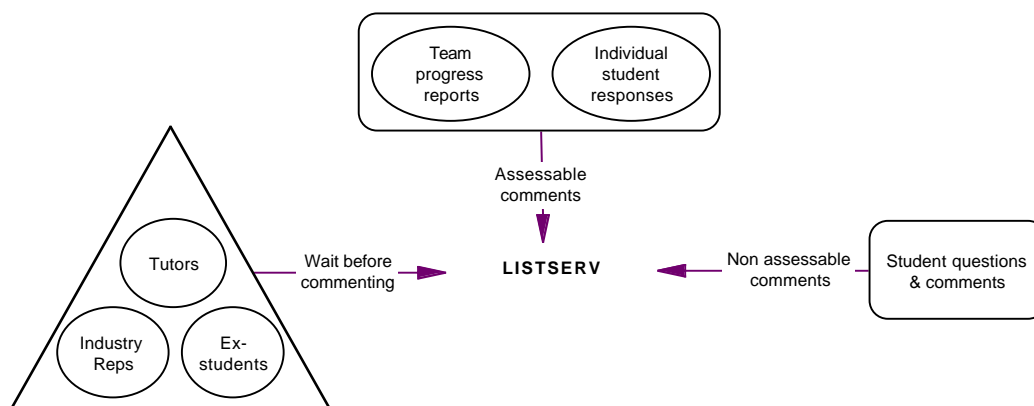 Team
progress
reports
Individual
student
responses
Assessable
comments
Tutors
Industry
Reps
Ex-
students
Wait before
commenting
LISTSERV
Non assessable
comments
Student questions
& comments